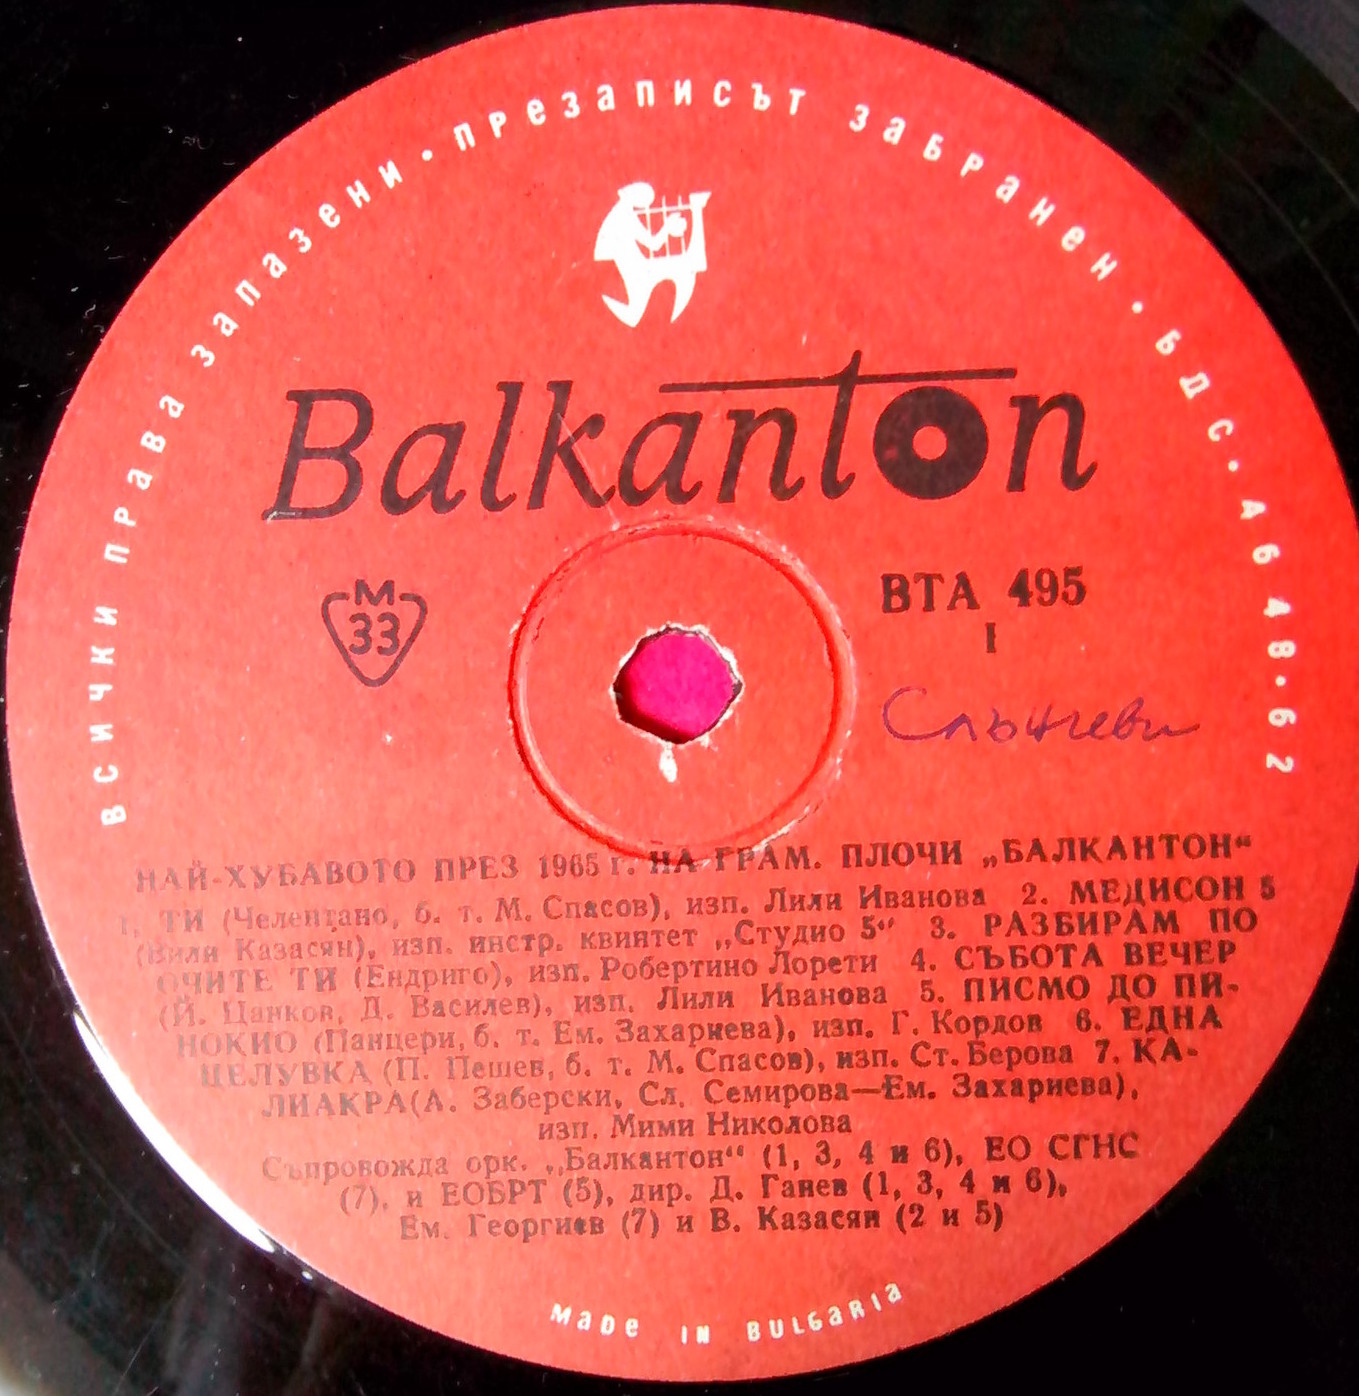 всички права запазени · презаписът забранен · БДС. А6 48·62
Balkanton
М
33
ВТА 495
I
Слънчеви
НАЙ-ХУБАВОТО ПРЕЗ 1965 г. НА ГРАМ. ПЛОЧИ „БАЛКАНТОН“
1. ТИ (Челентано, б. т. М. Спасов), изп. Лили Иванова 2. МЕДИСОН 5
(Вили Казасян), изп. инстр. квинтет „Студио 5“ 3. РАЗБИРАМ ПО
ОЧИТЕ ТИ (Ендриго), изп. Робертино Лорети 4. СЪБОТА ВЕЧЕР
(Й. Цанков, Д. Василев), изп. Лили Иванова 5. ПИСМО ДО ПИ-
НОКИО (Панцери, б. т. Ем. Захариева), изп. Г. Кордов 6. ЕДНА
ЦЕЛУВКА (П. Пешев, б. т. М. Спасов), изп. Ст. Берова 7. КА-
ЛИАКРА(А. Заберски, Сл. Семирова—Ем. Захариева),
изп. Мими Николова
Съпровожда орк. „Балкантон“ (1, 3, 4 и 6), ЕО СГНС
(7), и ЕОБРТ (5), дир. Д. Ганев (1, 3, 4 и 6),
Ем. Георгиев (7) и В. Казасян (2 и 5)
MADE IN BULGARIA